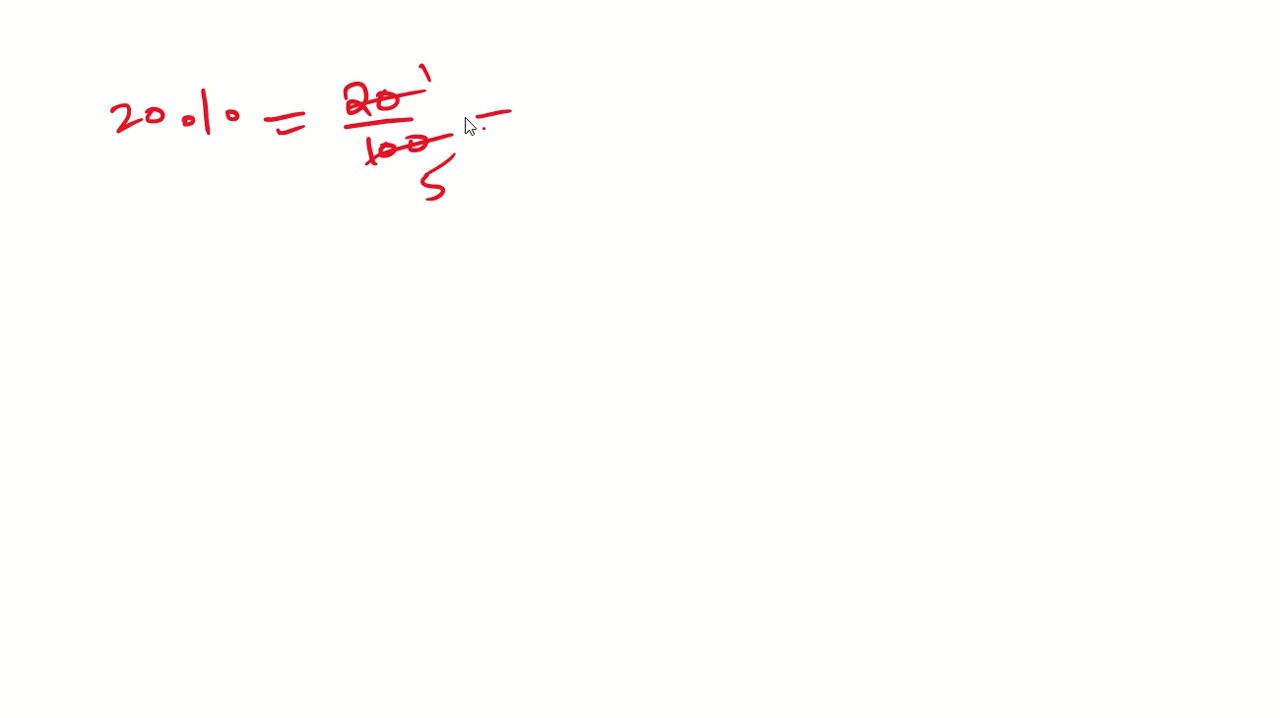 20% = 20/100 1 5 =